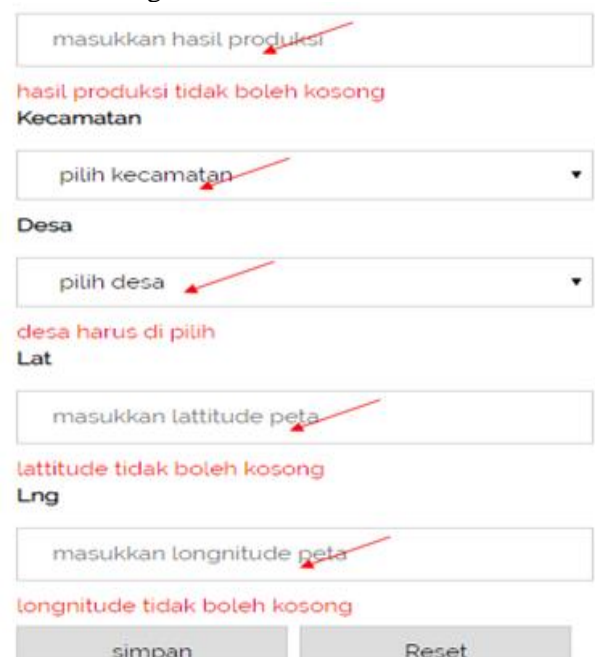 masukkan hasil produksi
hasil produksi tidak boleh kosong
Kecamatan
pilih kecamatan
Desa
pilih desa
desa harus di pilih
Lat
masukkan lattitude peta
lattitude tidak boleh kosong
Lng
masukkan longnitude peta
longnitude tidak boleh kosong
simpan Reset